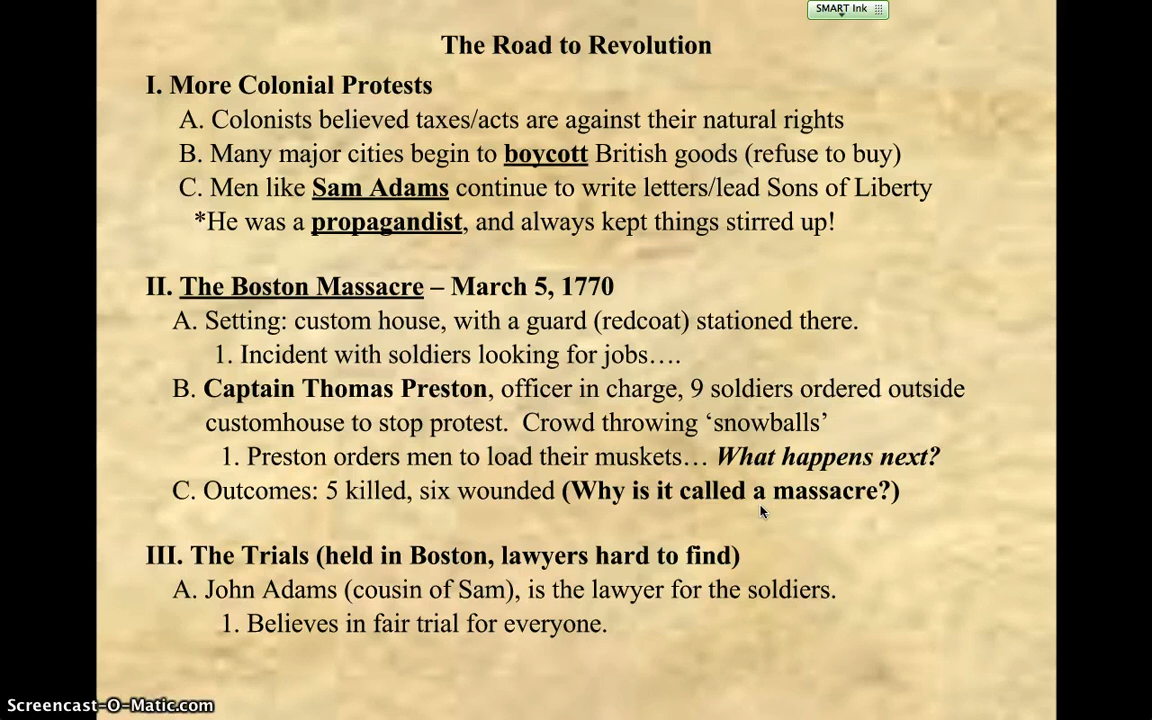 SMART Ink
The Road to Revolution
I. More Colonial Protests
A. Colonists believed taxes/acts are against their natural rights
B. Many major cities begin to boycott British goods (refuse to buy)
C. Men like Sam Adams continue to write letters/lead Sons of Liberty
*He was a propagandist, and always kept things stirred up!
II. The Boston Massacre – March 5, 1770
A. Setting: custom house, with a guard (redcoat) stationed there.
1. Incident with soldiers looking for jobs….
B. Captain Thomas Preston, officer in charge, 9 soldiers ordered outside
customhouse to stop protest. Crowd throwing ‘snowballs’
1. Preston orders men to load their muskets… What happens next?
C. Outcomes: 5 killed, six wounded (Why is it called a massacre?)
III. The Trials (held in Boston, lawyers hard to find)
A. John Adams (cousin of Sam), is the lawyer for the soldiers.
1. Believes in fair trial for everyone.
Screencast-O-Matic.com